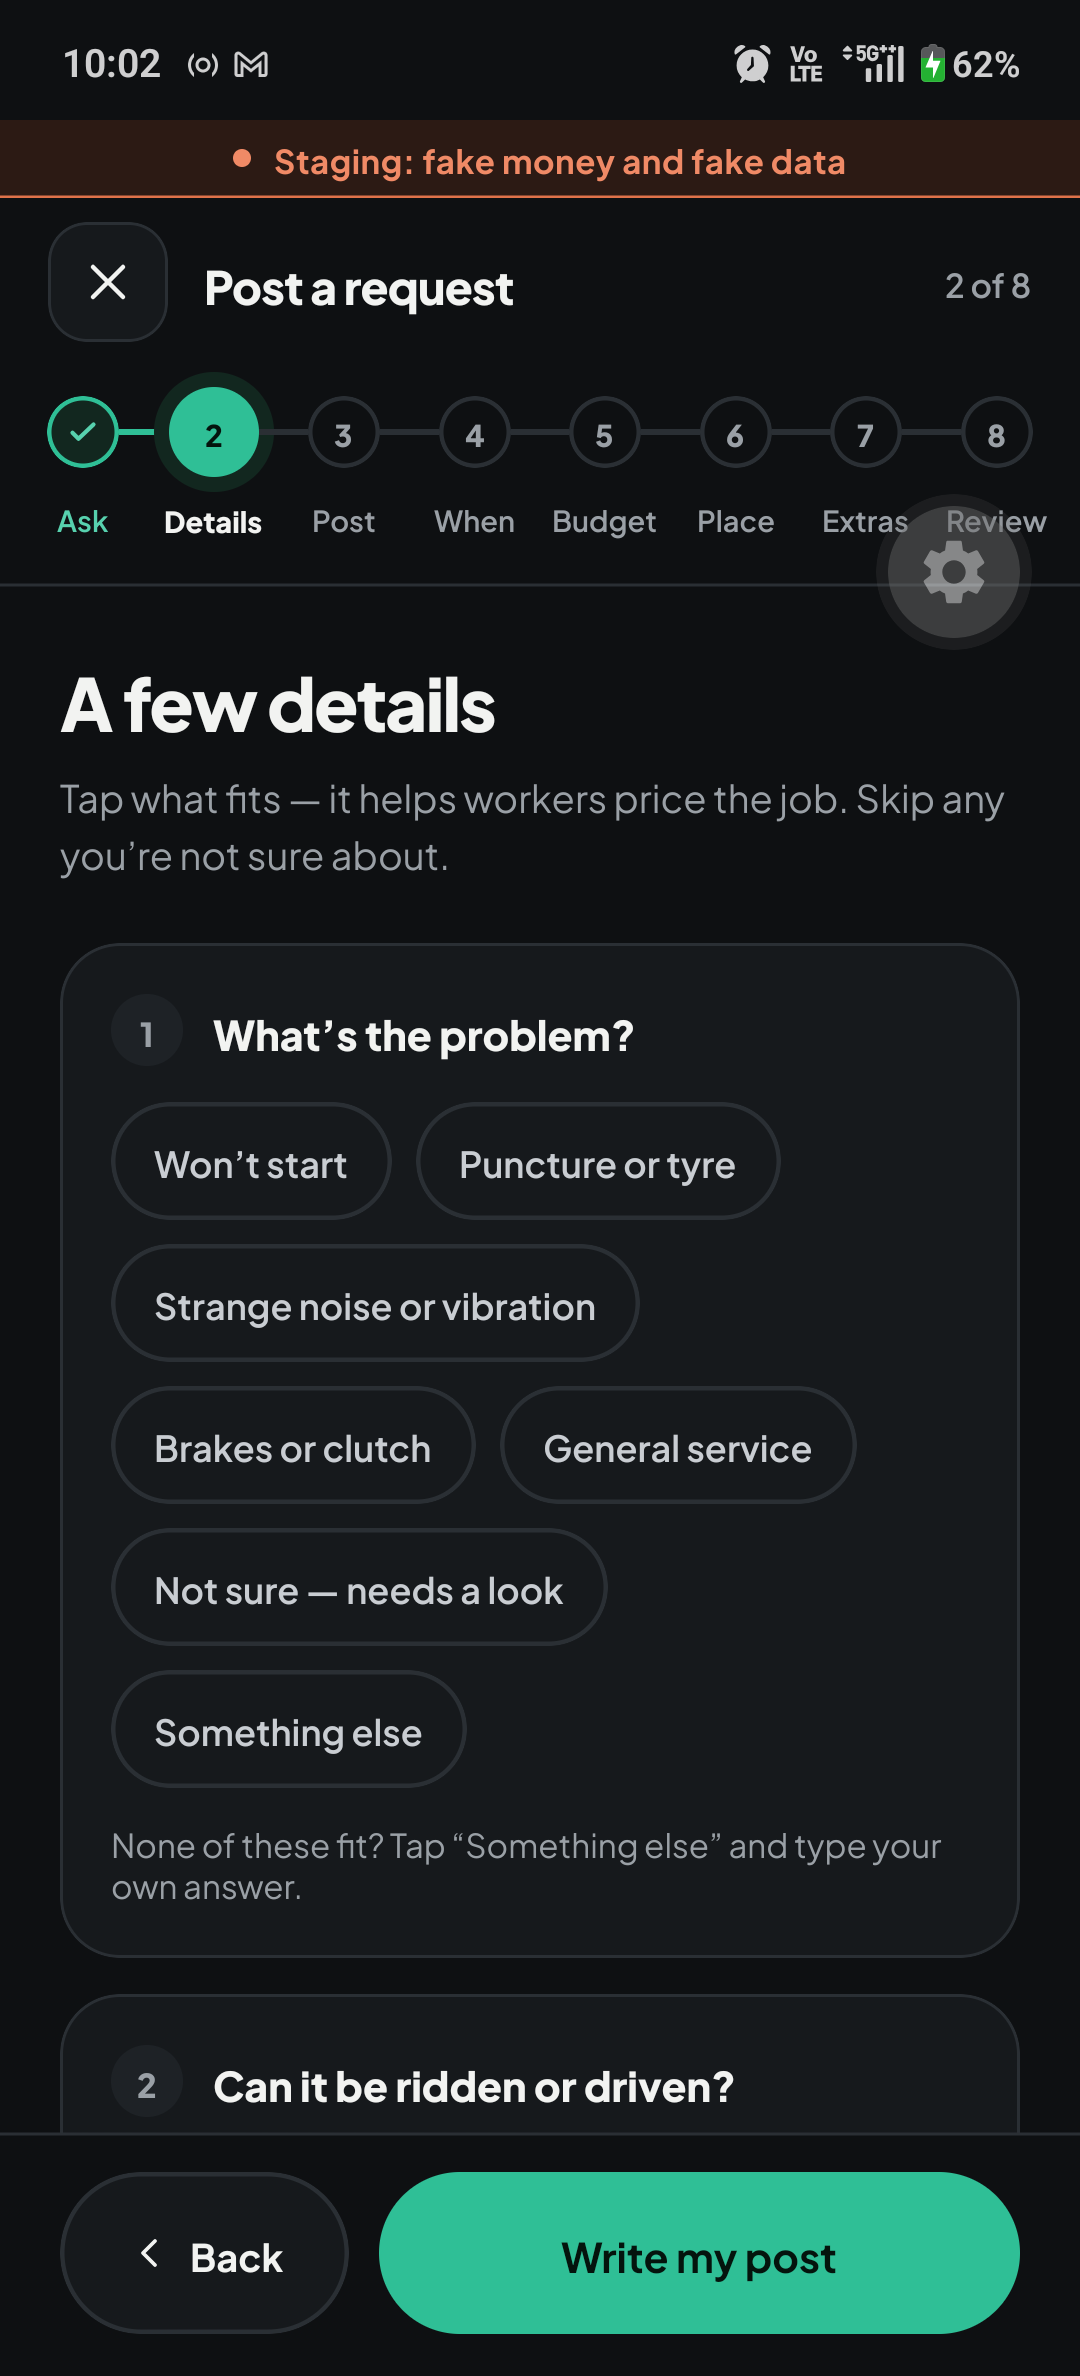 10:02
Vo LTE 5G++ 62%
Staging: fake money and fake data
Post a request
2 of 8
2 3 4 5 6 7 8
Ask Details Post When Budget Place Extras Review
A few details
Tap what fits — it helps workers price the job. Skip any
you’re not sure about.
1 What’s the problem?
Won’t start Puncture or tyre
Strange noise or vibration
Brakes or clutch General service
Not sure — needs a look
Something else
None of these fit? Tap “Something else” and type your
own answer.
2 Can it be ridden or driven?
Back Write my post